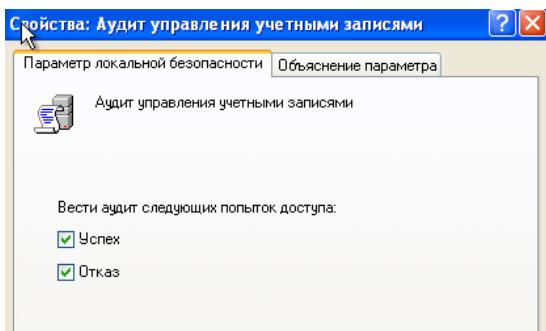 Свойства: Аудит управления учетными записями
Параметр локальной безопасности Объяснение параметра
Аудит управления учетными записями
Вести аудит следующих попыток доступа:
Успех
Отказ